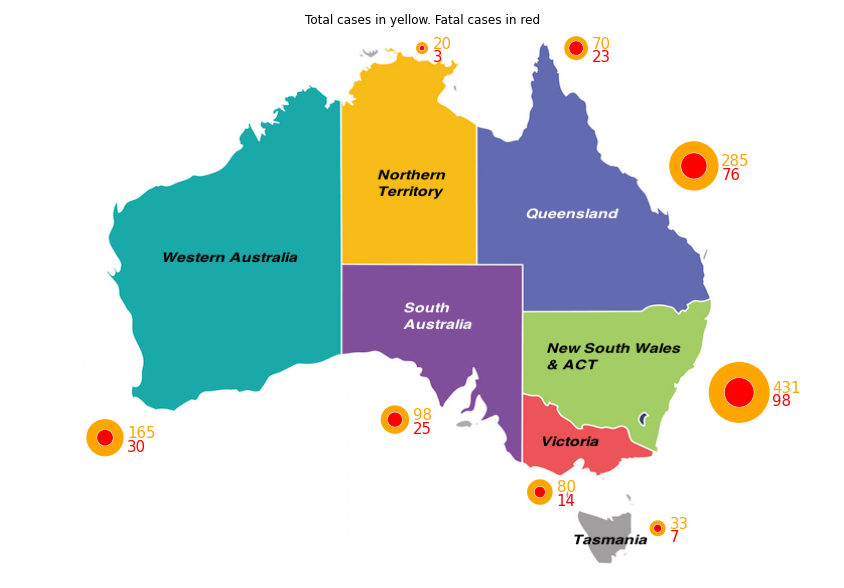 Total cases in yellow. Fatal cases in red
20
3
70
23
285
76
Northern
Territory
Queensland
Western Australia
South
Australia
New South Wales
& ACT
431
98
98
25
165
30
Victoria
80
14
33
7
Tasmania